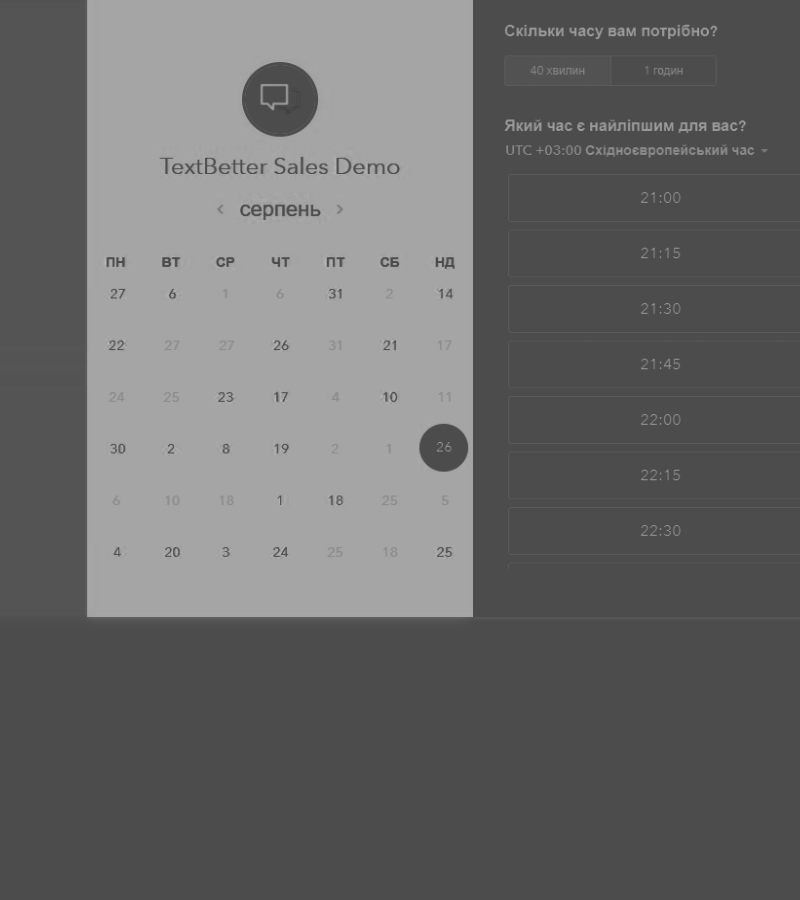 TextBetter Sales Demo
‹ серпень ›
ПН ВТ СР ЧТ ПТ СБ НД
27 6 1 6 31 2 14
22 27 27 26 31 21 17
24 25 23 17 4 10 11
30 2 8 19 2 1 26
6 10 18 1 18 25 5
4 20 3 24 25 18 25
Скільки часу вам потрібно?
40 хвилин 1 годин
Який час є найліпшим для вас?
UTC +03:00 Східноєвропейський час
21:00
21:15
21:30
21:45
22:00
22:15
22:30